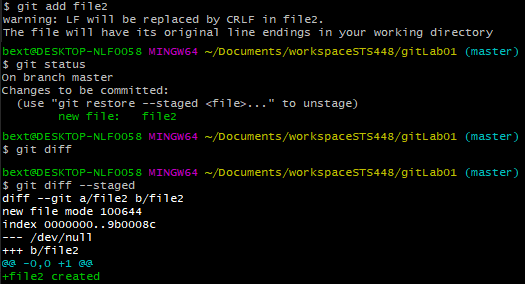 $ git add file2
warning: LF will be replaced by CRLF in file2.
The file will have its original line endings in your working directory
bext@DESKTOP-NLFOO58 MINGW64 ~/Documents/workspaceSTS448/gitLab01 (master)
$ git status
On branch master
Changes to be committed:
  (use "git restore --staged <file>..." to unstage)
        new file:   file2
bext@DESKTOP-NLFOO58 MINGW64 ~/Documents/workspaceSTS448/gitLab01 (master)
$ git diff
bext@DESKTOP-NLFOO58 MINGW64 ~/Documents/workspaceSTS448/gitLab01 (master)
$ git diff --staged
diff --git a/file2 b/file2
new file mode 100644
index 0000000..9b0008c
--- /dev/null
+++ b/file2
@@ -0,0 +1 @@
+file2 created